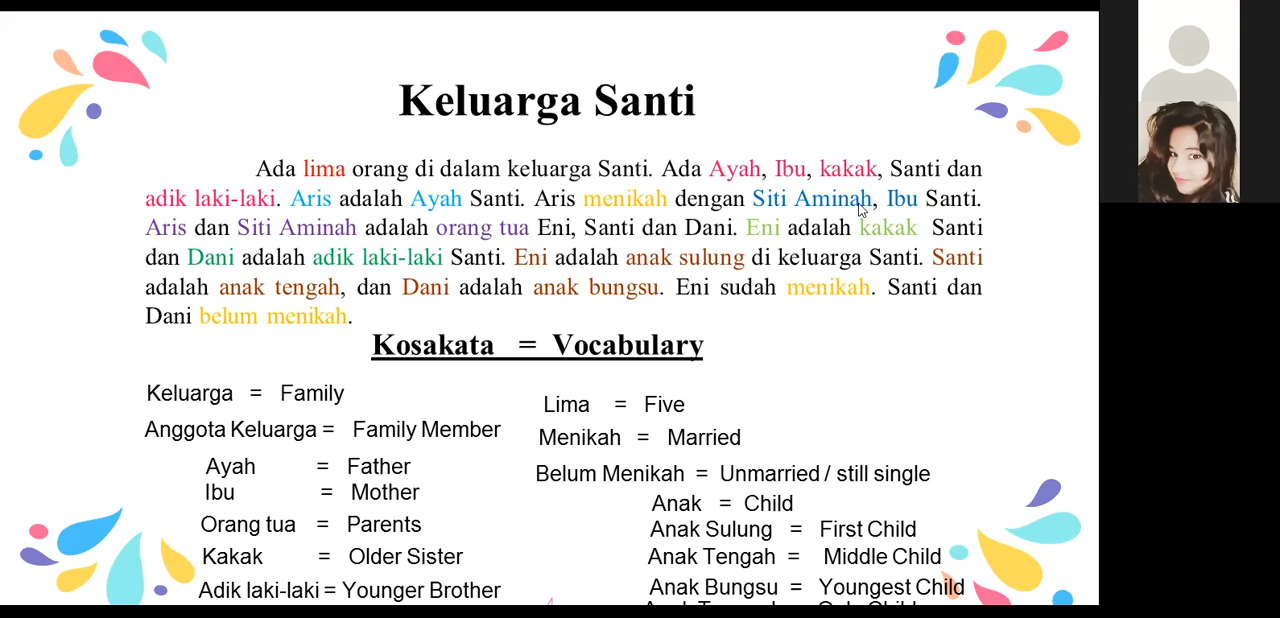 Keluarga Santi
Ada lima orang di dalam keluarga Santi. Ada Ayah, Ibu, kakak, Santi dan
adik laki-laki. Aris adalah Ayah Santi. Aris menikah dengan Siti Aminah, Ibu Santi.
Aris dan Siti Aminah adalah orang tua Eni, Santi dan Dani. Eni adalah kakak Santi
dan Dani adalah adik laki-laki Santi. Eni adalah anak sulung di keluarga Santi. Santi
adalah anak tengah, dan Dani adalah anak bungsu. Eni sudah menikah. Santi dan
Dani belum menikah.
Kosakata = Vocabulary
Keluarga = Family
Anggota Keluarga = Family Member
Ayah = Father
Ibu = Mother
Orang tua = Parents
Kakak = Older Sister
Adik laki-laki = Younger Brother
Lima = Five
Menikah = Married
Belum Menikah = Unmarried / still single
Anak = Child
Anak Sulung = First Child
Anak Tengah = Middle Child
Anak Bungsu = Youngest Child